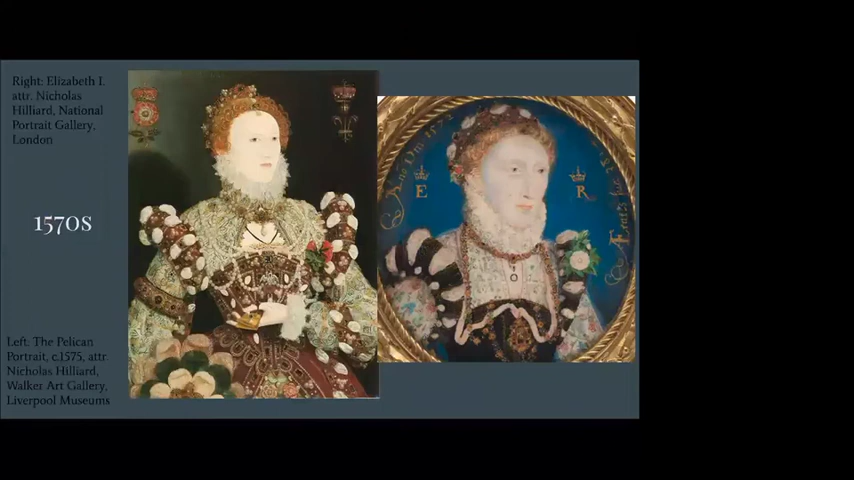 Right: Elizabeth I.
attr. Nicholas
Hilliard, National
Portrait Gallery,
London
1570s
Left: The Pelican
Portrait, c.1575, attr.
Nicholas Hilliard,
Walker Art Gallery,
Liverpool Museums
E R